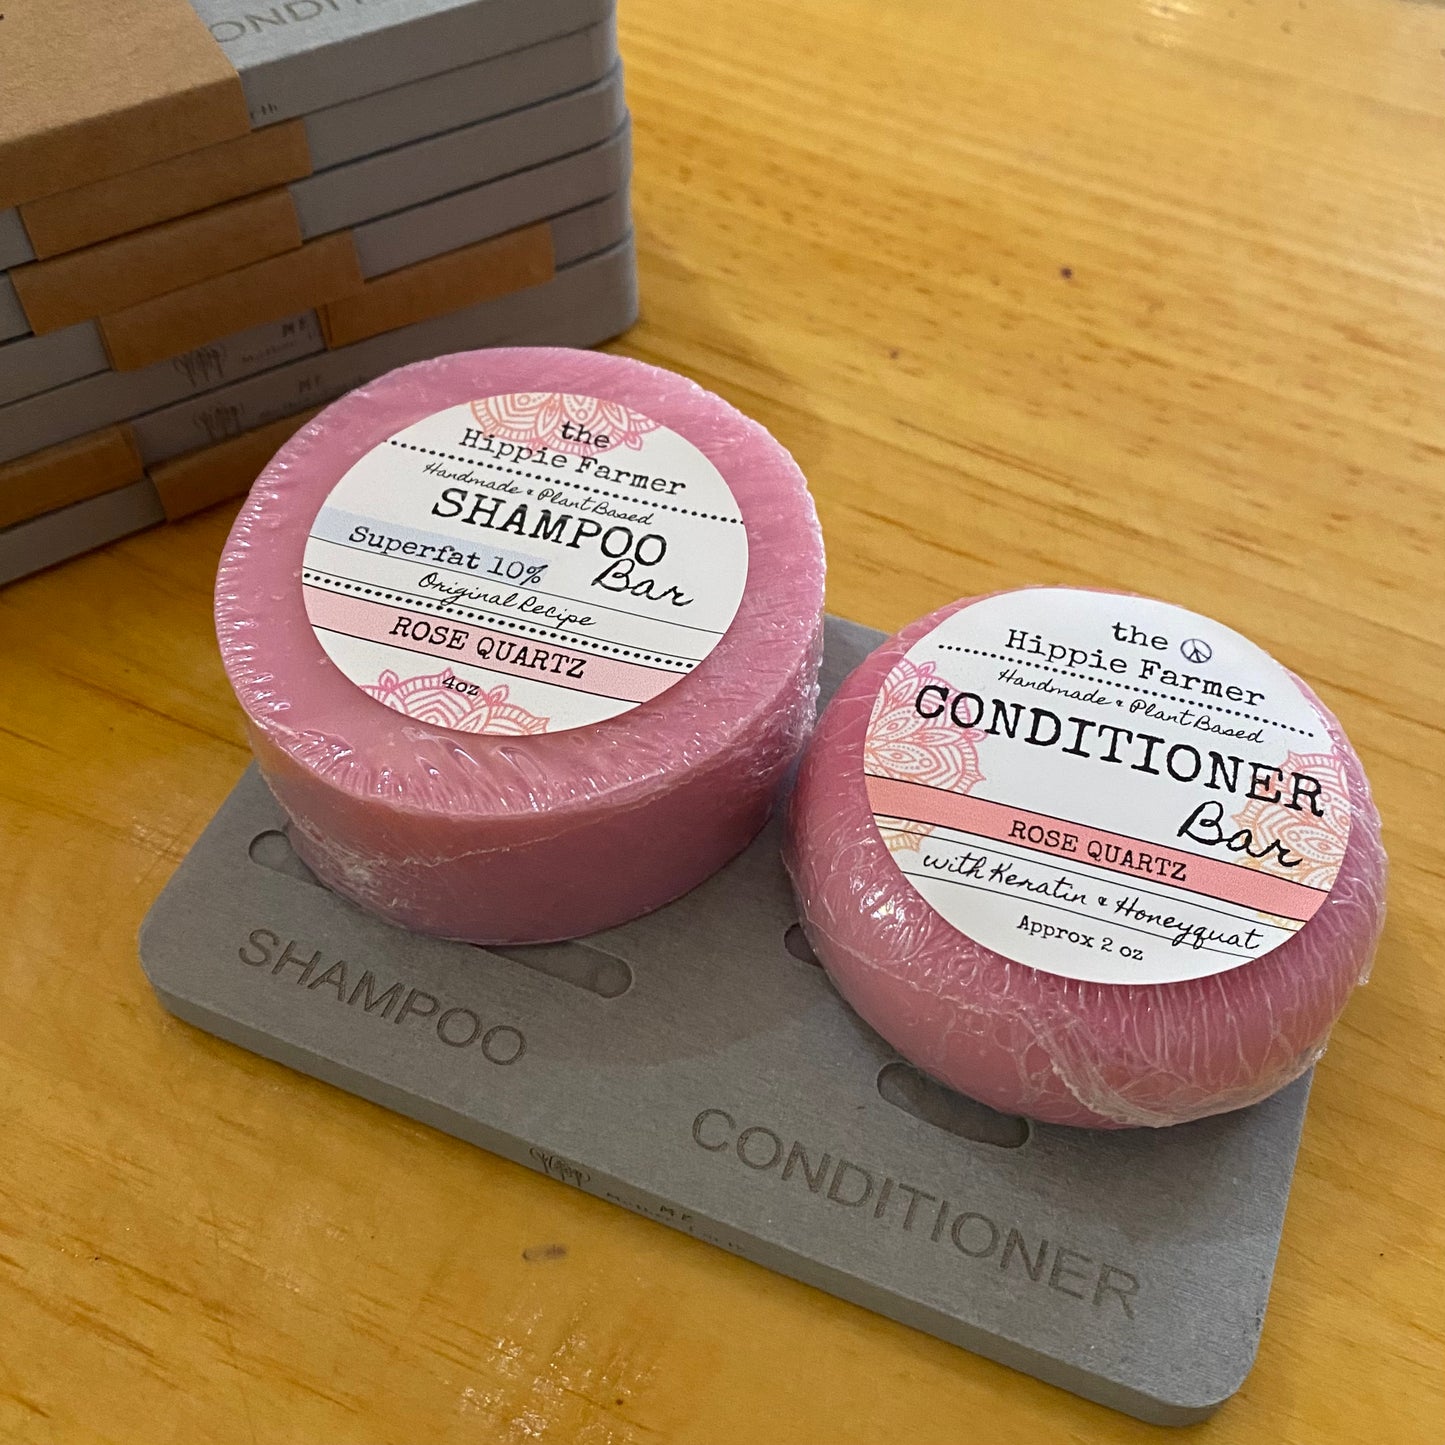 the
Hippie Farmer
Handmade & Plant Based
SHAMPOO
Bar
Superfat 10%
Original Recipe
ROSE QUARTZ
4oz
the
Hippie Farmer
Handmade & Plant Based
CONDITIONER
Bar
ROSE QUARTZ
with Keratin & Honeyquat
Approx 2 oz
SHAMPOO
CONDITIONER